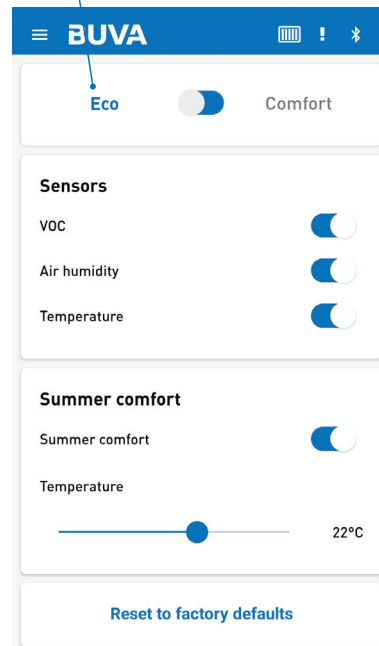 BUVA
Eco Comfort
Sensors
VOC
Air humidity
Temperature
Summer comfort
Summer comfort
Temperature
22°C
Reset to factory defaults